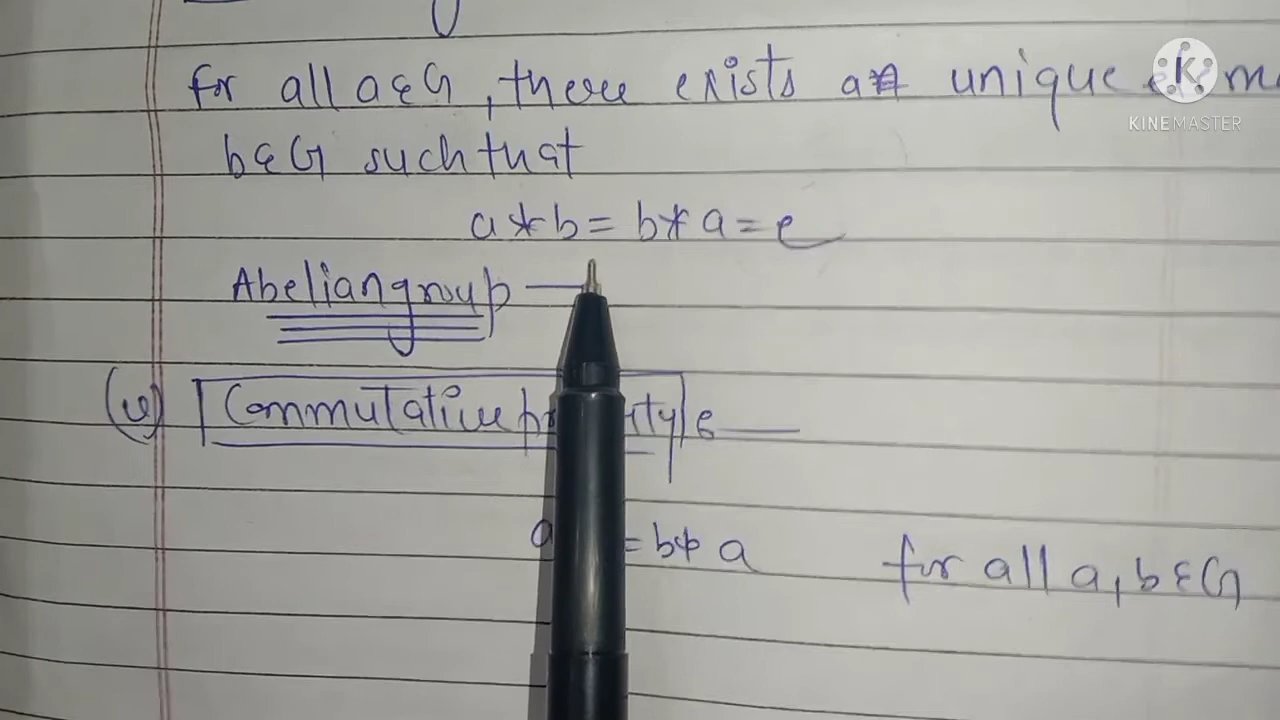 for all a∈G, there exists a unique
b∈G such that
a * b = b * a = e
Abelian group —
(v) Commutative :—
= b * a for all a, b ∈ G
K
KINEMASTER